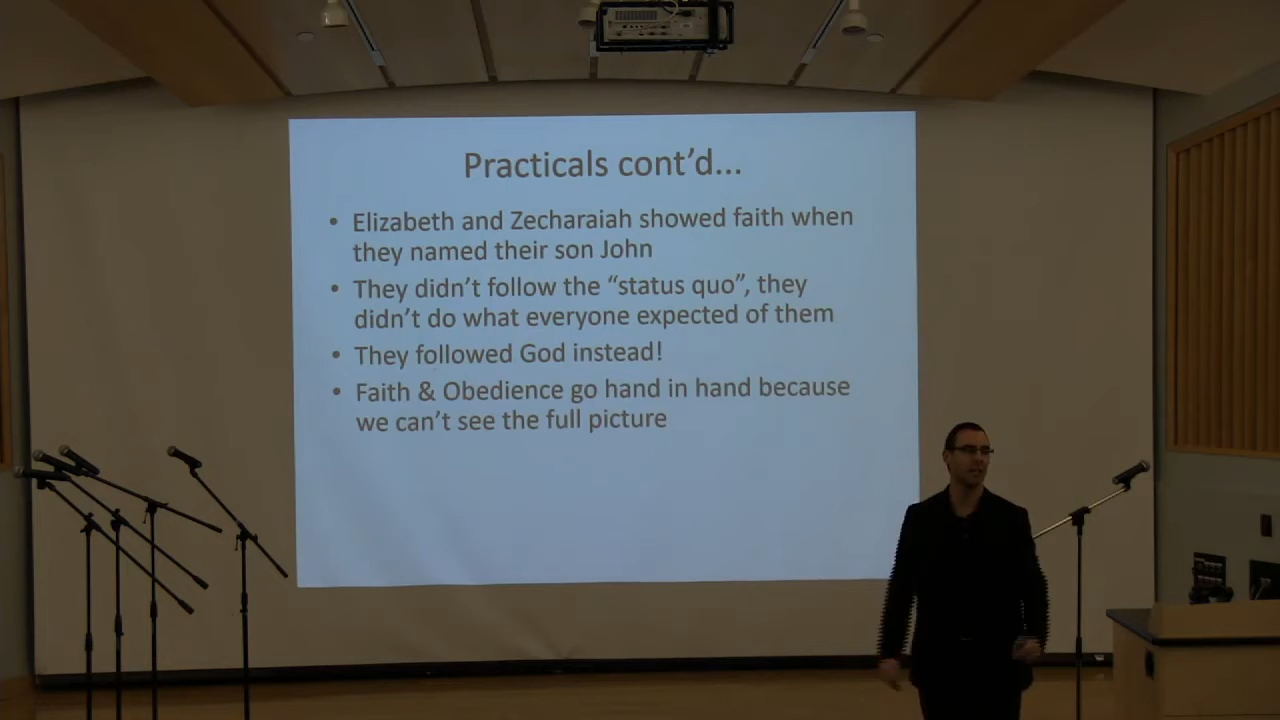 Practicals cont’d...
• Elizabeth and Zecharaiah showed faith when
they named their son John
• They didn’t follow the “status quo”, they
didn’t do what everyone expected of them
• They followed God instead!
• Faith & Obedience go hand in hand because
we can’t see the full picture